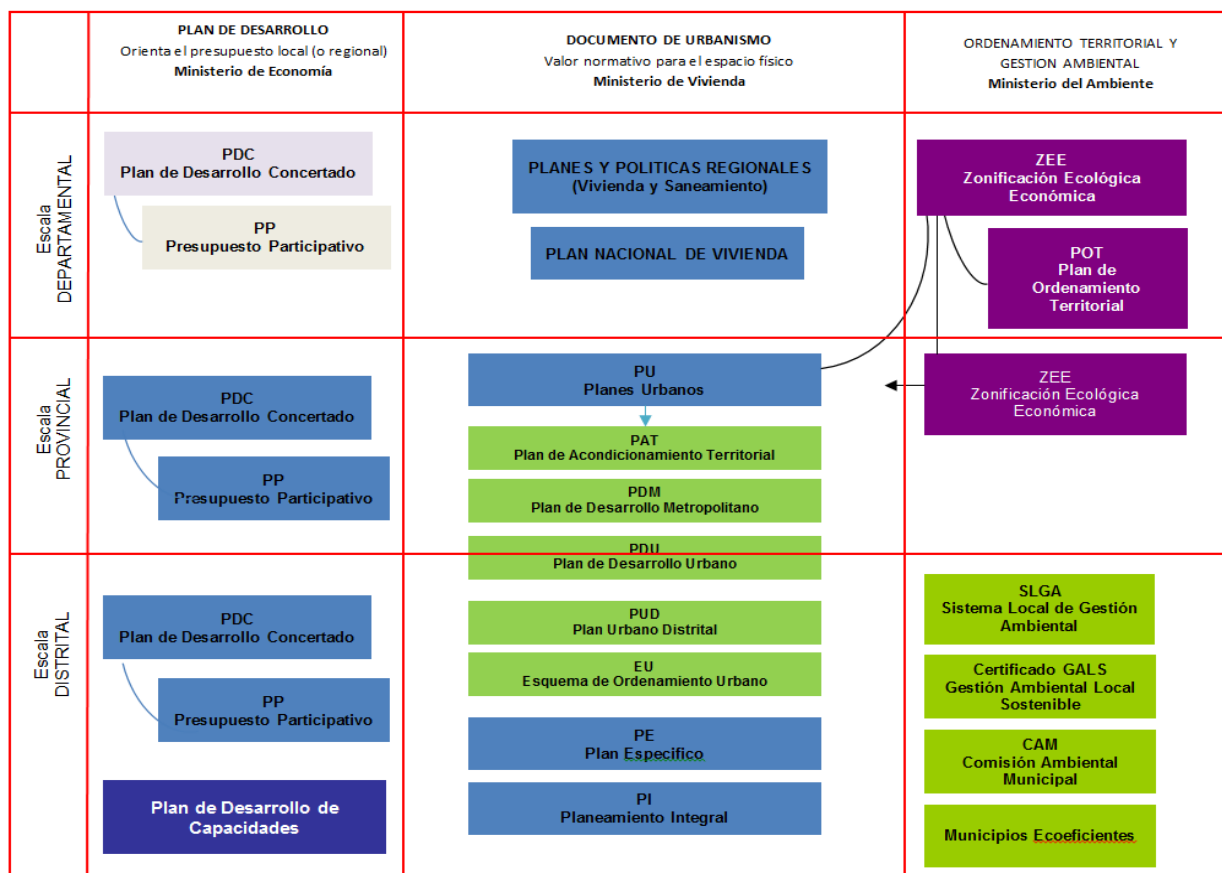 PLAN DE DESARROLLO
Orienta el presupuesto local (o regional)
Ministerio de Economía
DOCUMENTO DE URBANISMO
Valor normativo para el espacio físico
Ministerio de Vivienda
ORDENAMIENTO TERRITORIAL Y
GESTION AMBIENTAL
Ministerio del Ambiente
Escala
DEPARTAMENTAL
PDC
Plan de Desarrollo Concertado
PP
Presupuesto Participativo
PLANES Y POLITICAS REGIONALES
(Vivienda y Saneamiento)
PLAN NACIONAL DE VIVIENDA
ZEE
Zonificación Ecológica
Económica
POT
Plan de
Ordenamiento
Territorial
Escala
PROVINCIAL
PDC
Plan de Desarrollo Concertado
PP
Presupuesto Participativo
PU
Planes Urbanos
PAT
Plan de Acondicionamiento Territorial
PDM
Plan de Desarrollo Metropolitano
PDU
Plan de Desarrollo Urbano
ZEE
Zonificación Ecológica
Económica
Escala
DISTRITAL
PDC
Plan de Desarrollo Concertado
PP
Presupuesto Participativo
Plan de Desarrollo de
Capacidades
PUD
Plan Urbano Distrital
EU
Esquema de Ordenamiento Urbano
PE
Plan Especifico
PI
Planeamiento Integral
SLGA
Sistema Local de Gestión
Ambiental
Certificado GALS
Gestión Ambiental Local
Sostenible
CAM
Comisión Ambiental
Municipal
Municipios Ecoeficientes